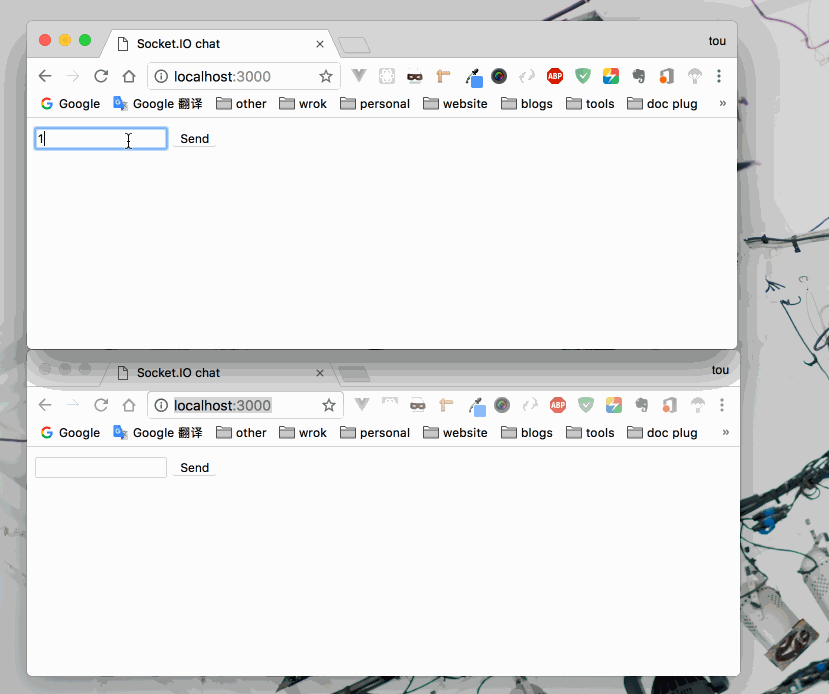 Socket.IO chat
tou
localhost:3000
ABP
Google
Google 翻译
other
wrok
personal
website
blogs
tools
doc plug
»
1
Send
Socket.IO chat
tou
localhost:3000
ABP
Google
Google 翻译
other
wrok
personal
website
blogs
tools
doc plug
»
Send